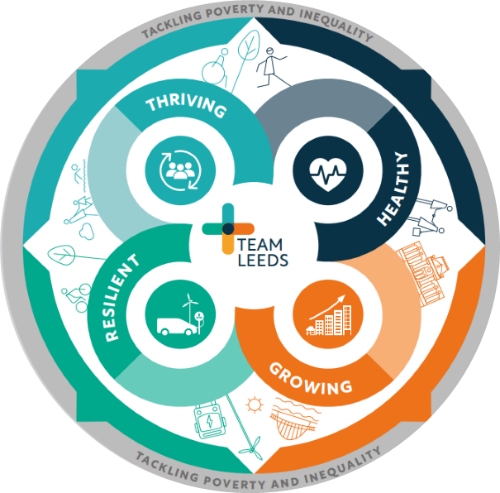 TACKLING POVERTY AND INEQUALITY
THRIVING
HEALTHY
TEAM
LEEDS
RESILIENT
GROWING
TACKLING POVERTY AND INEQUALITY